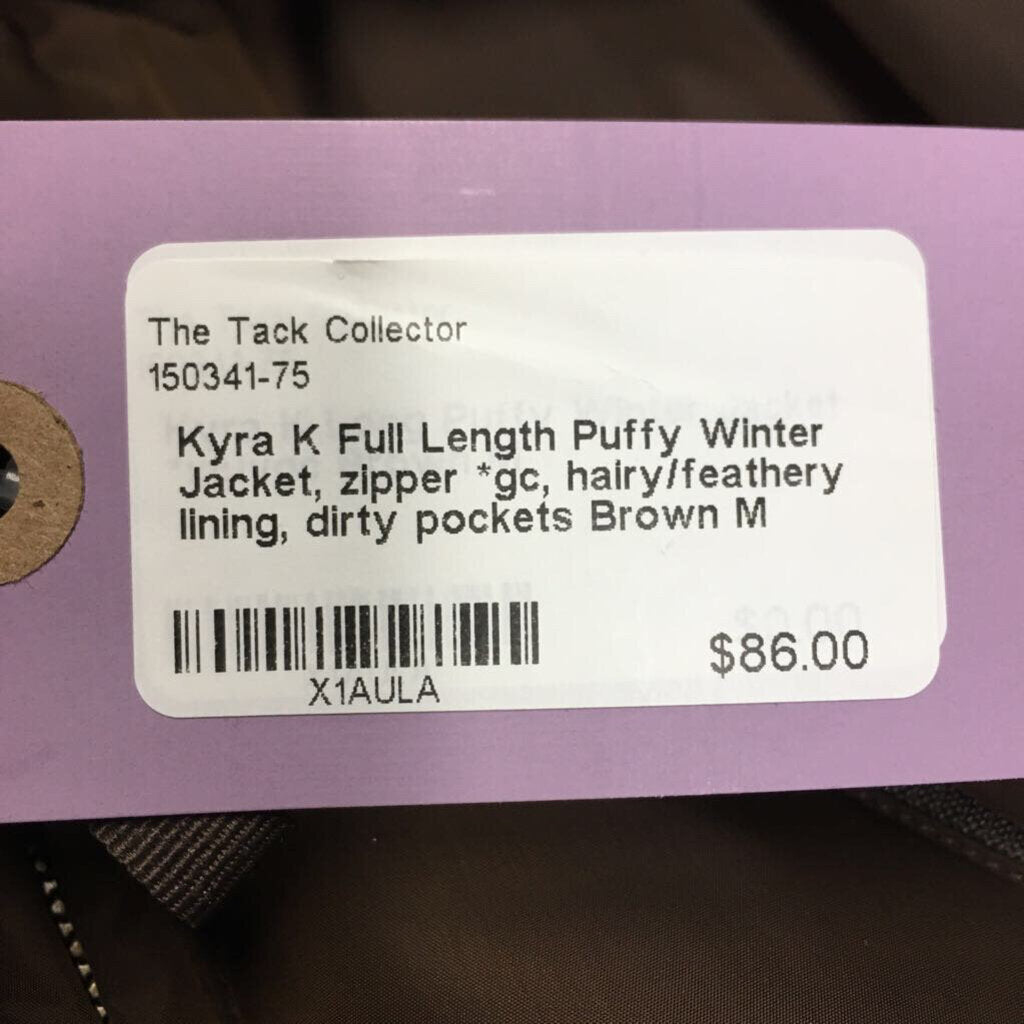 The Tack Collector
150341-75
Kyra K Full Length Puffy Winter
Jacket, zipper *gc, hairy/feathery
lining, dirty pockets Brown M
$86.00
X1AULA